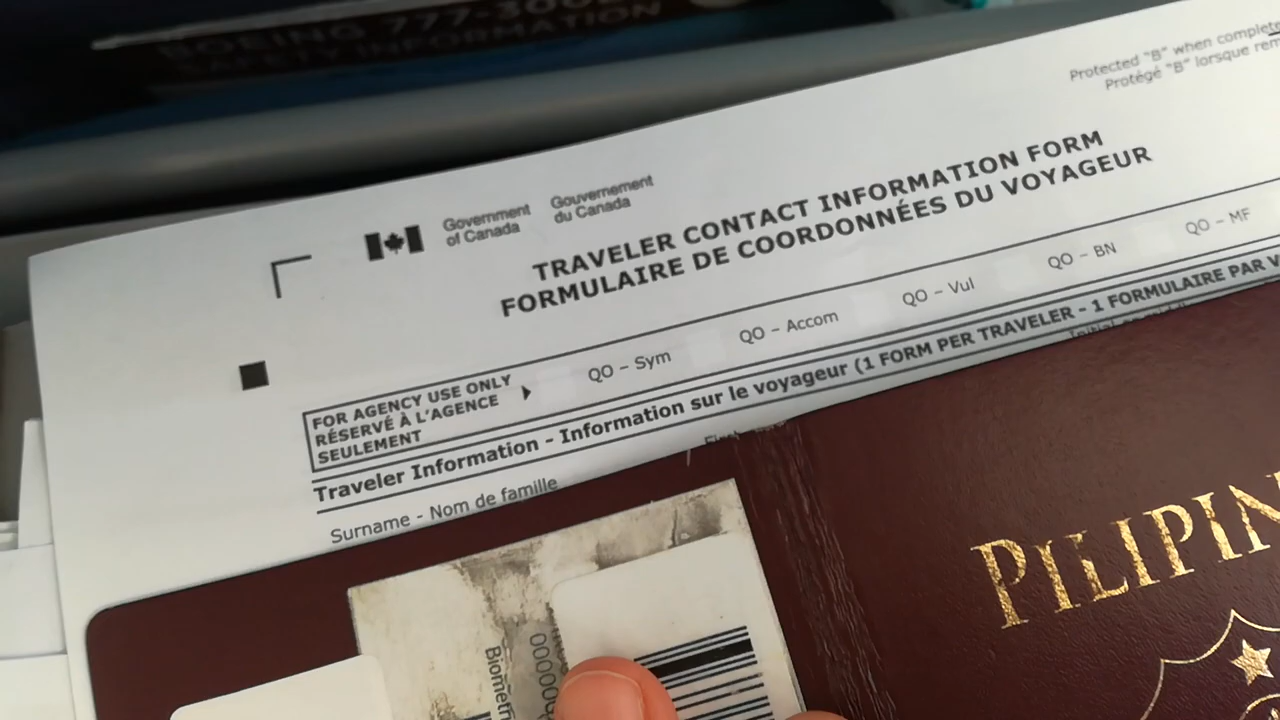 BOEING 777-300
SAFETY INFORMATION
Protected "B" when complete
Protégé "B" lorsque rem
Government
of Canada
Gouvernement
du Canada
TRAVELER CONTACT INFORMATION FORM
FORMULAIRE DE COORDONNÉES DU VOYAGEUR
FOR AGENCY USE ONLY
RÉSERVÉ À L'AGENCE
SEULEMENT
QO – Sym
QO – Accom
QO – Vul
QO – BN
QO – MF
Traveler Information - Information sur le voyageur (1 FORM PER TRAVELER - 1 FORMULAIRE PAR V
Surname - Nom de famille
PILIPIN
Biometri
00000